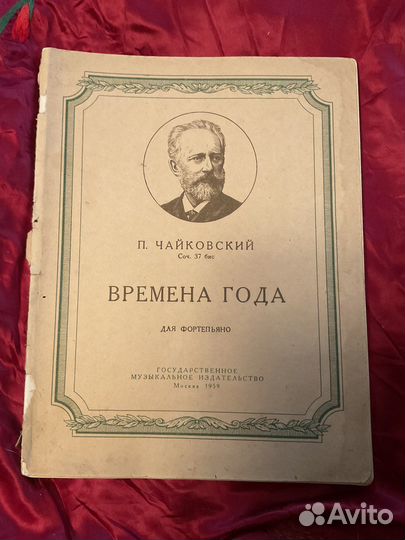 П. ЧАЙКОВСКИЙ
Соч. 37 бис
ВРЕМЕНА ГОДА
ДЛЯ ФОРТЕПЬЯНО
ГОСУДАРСТВЕННОЕ
МУЗЫКАЛЬНОЕ ИЗДАТЕЛЬСТВО
Москва 1959
Avito